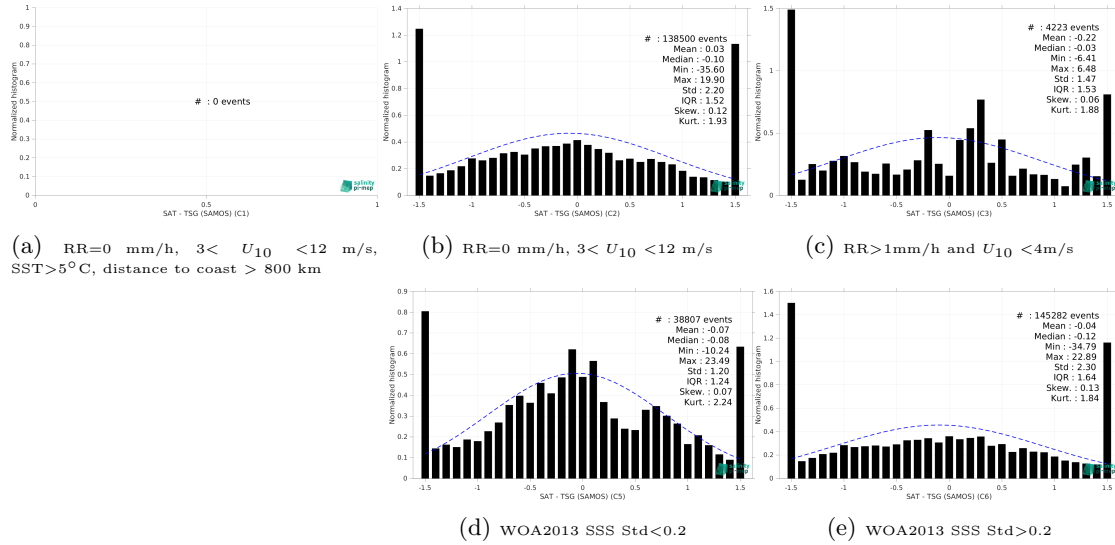 1
0.9
0.8
0.7
0.6
0.5
0.4
0.3
0.2
0.1
0
Normalized histogram
# : 0 events
0 0.5 1
SAT - TSG (SAMOS) (C1)
salinity
pi-mep
(a) RR=0 mm/h, 3< U10 <12 m/s,
SST>5°C, distance to coast > 800 km
1.4
1.2
1
0.8
0.6
0.4
0.2
0
Normalized histogram
# : 138500 events
Mean : 0.03
Median : -0.10
Min : -35.60
Max : 19.90
Std : 2.20
IQR : 1.52
Skew. : 0.12
Kurt. : 1.93
-1.5 -1 -0.5 0 0.5 1 1.5
SAT - TSG (SAMOS) (C2)
salinity
pi-mep
(b) RR=0 mm/h, 3< U10 <12 m/s
1.5
1
0.5
0
Normalized histogram
# : 4223 events
Mean : -0.22
Median : -0.03
Min : -6.41
Max : 6.48
Std : 1.47
IQR : 1.53
Skew. : 0.06
Kurt. : 1.88
-1.5 -1 -0.5 0 0.5 1 1.5
SAT - TSG (SAMOS) (C3)
salinity
pi-mep
(c) RR>1mm/h and U10 <4m/s
0.9
0.8
0.7
0.6
0.5
0.4
0.3
0.2
0.1
0
Normalized histogram
# : 38807 events
Mean : -0.07
Median : -0.08
Min : -10.24
Max : 23.49
Std : 1.20
IQR : 1.24
Skew. : 0.07
Kurt. : 2.24
-1.5 -1 -0.5 0 0.5 1 1.5
SAT - TSG (SAMOS) (C5)
salinity
pi-mep
(d) WOA2013 SSS Std<0.2
1.6
1.4
1.2
1
0.8
0.6
0.4
0.2
0
Normalized histogram
# : 145282 events
Mean : -0.04
Median : -0.12
Min : -34.79
Max : 22.89
Std : 2.30
IQR : 1.64
Skew. : 0.13
Kurt. : 1.84
-1.5 -1 -0.5 0 0.5 1 1.5
SAT - TSG (SAMOS) (C6)
salinity
pi-mep
(e) WOA2013 SSS Std>0.2